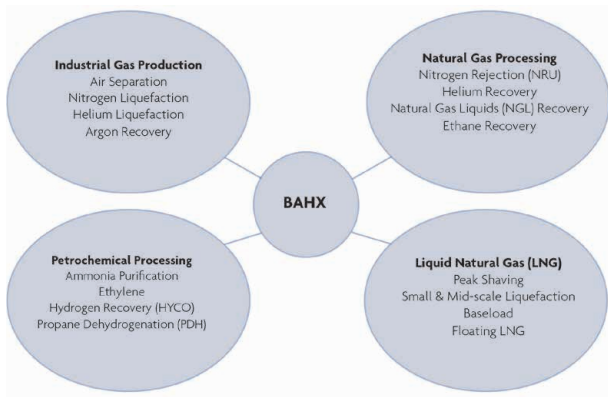 Industrial Gas Production
Air Separation
Nitrogen Liquefaction
Helium Liquefaction
Argon Recovery
Natural Gas Processing
Nitrogen Rejection (NRU)
Helium Recovery
Natural Gas Liquids (NGL) Recovery
Ethane Recovery
BAHX
Petrochemical Processing
Ammonia Purification
Ethylene
Hydrogen Recovery (HYCO)
Propane Dehydrogenation (PDH)
Liquid Natural Gas (LNG)
Peak Shaving
Small & Mid-scale Liquefaction
Baseload
Floating LNG